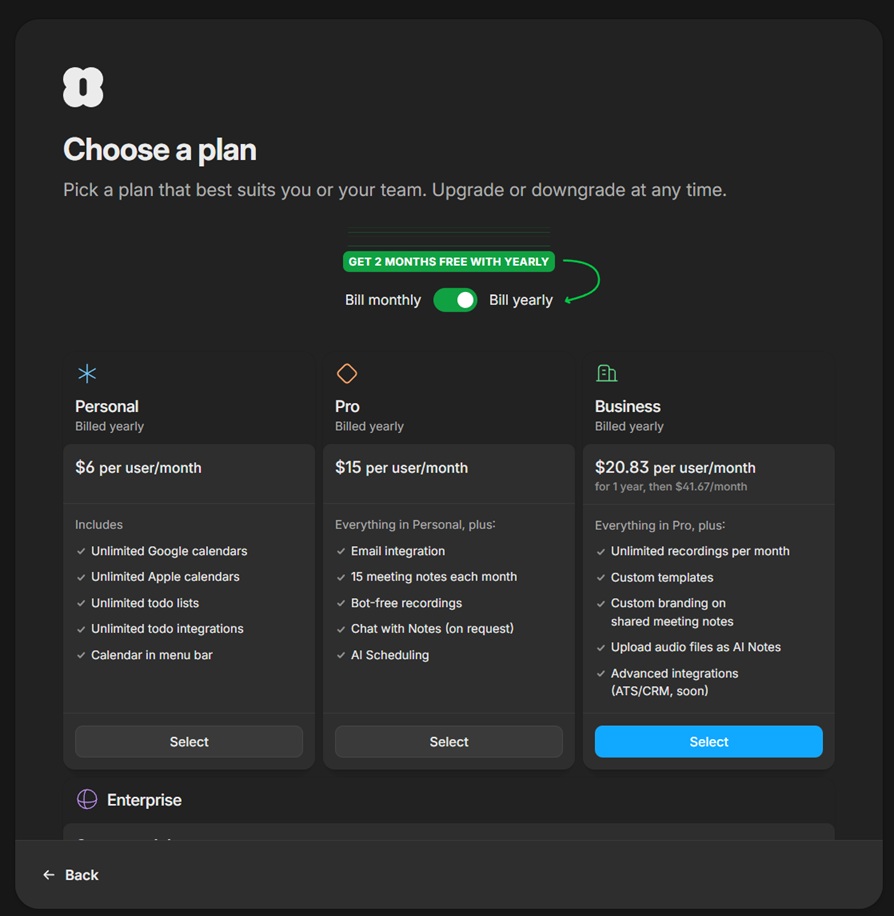 Choose a plan
Pick a plan that best suits you or your team. Upgrade or downgrade at any time.
GET 2 MONTHS FREE WITH YEARLY
Bill monthly Bill yearly
Personal
Billed yearly
$6 per user/month
Includes
Unlimited Google calendars
Unlimited Apple calendars
Unlimited todo lists
Unlimited todo integrations
Calendar in menu bar
Select
Pro
Billed yearly
$15 per user/month
Everything in Personal, plus:
Email integration
15 meeting notes each month
Bot-free recordings
Chat with Notes (on request)
AI Scheduling
Select
Business
Billed yearly
$20.83 per user/month
for 1 year, then $41.67/month
Everything in Pro, plus:
Unlimited recordings per month
Custom templates
Custom branding on
shared meeting notes
Upload audio files as AI Notes
Advanced integrations
(ATS/CRM, soon)
Select
Enterprise
Back